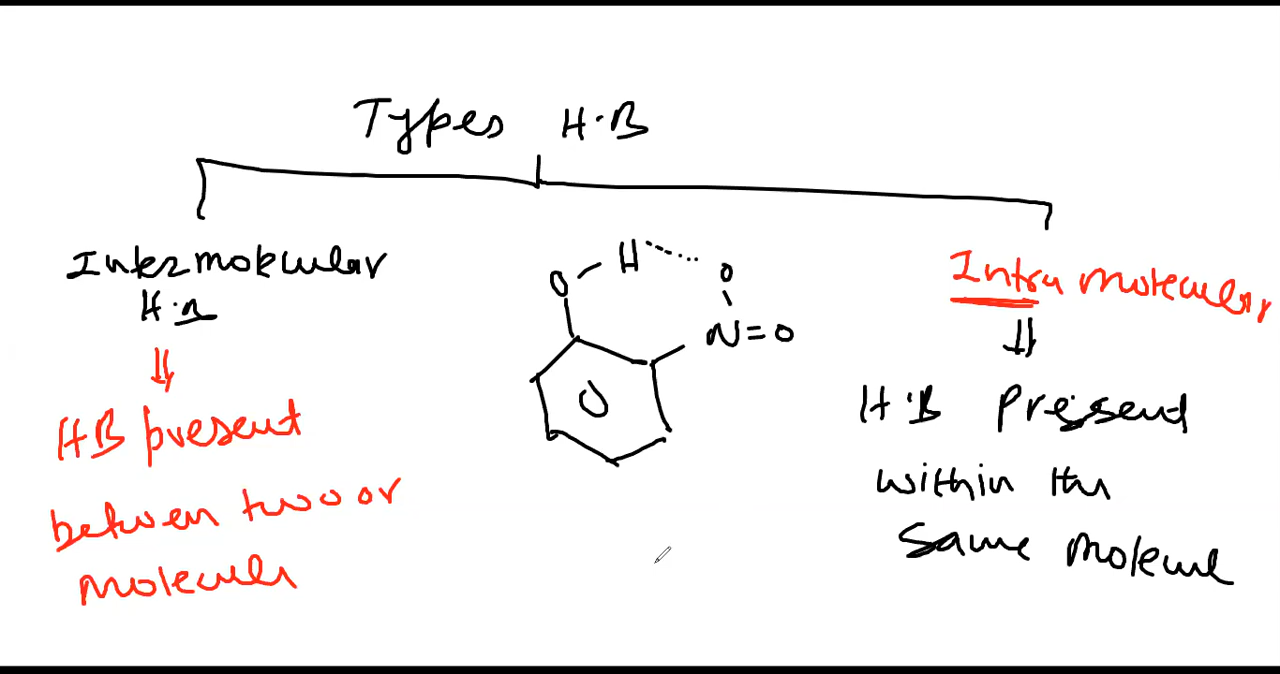 Types H·B
Intermolecular
H·B
HB present
between two or
molecules
O H O
N=O
Intra molecular
H·B Present
within the
Same molecule